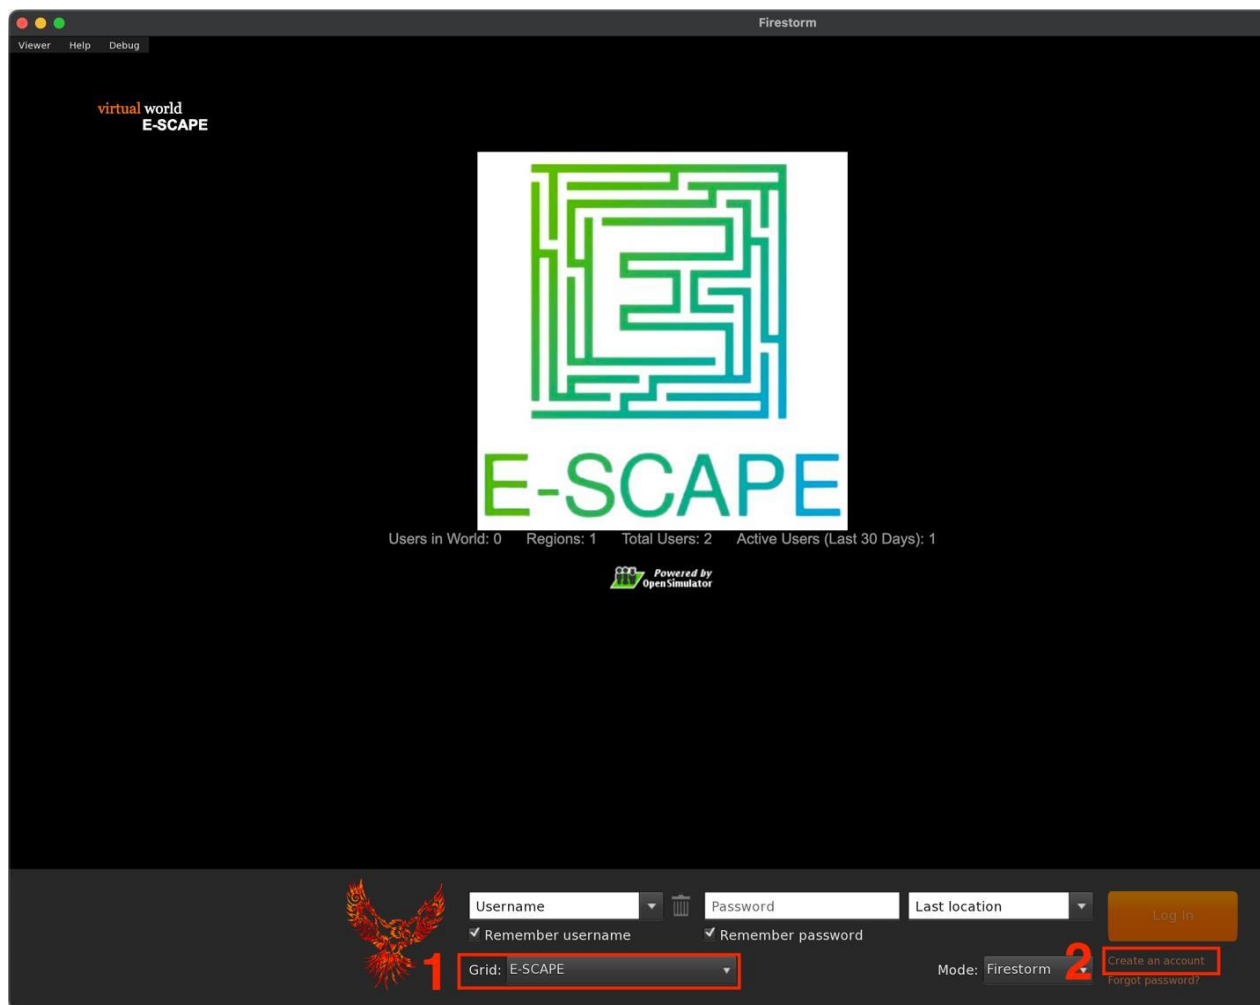 Firestorm
Viewer Help Debug
virtual world
E-SCAPE
E-SCAPE
Users in World: 0 Regions: 1 Total Users: 2 Active Users (Last 30 Days): 1
Powered by
OpenSimulator
Username Password Last location Log In
Remember username Remember password
1 Grid: E-SCAPE Mode: Firestorm 2 Create an account
Forgot password?